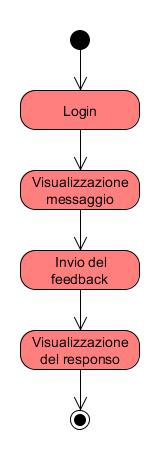 Login
Visualizzazione
messaggio
Invio del
feedback
Visualizzazione
del responso